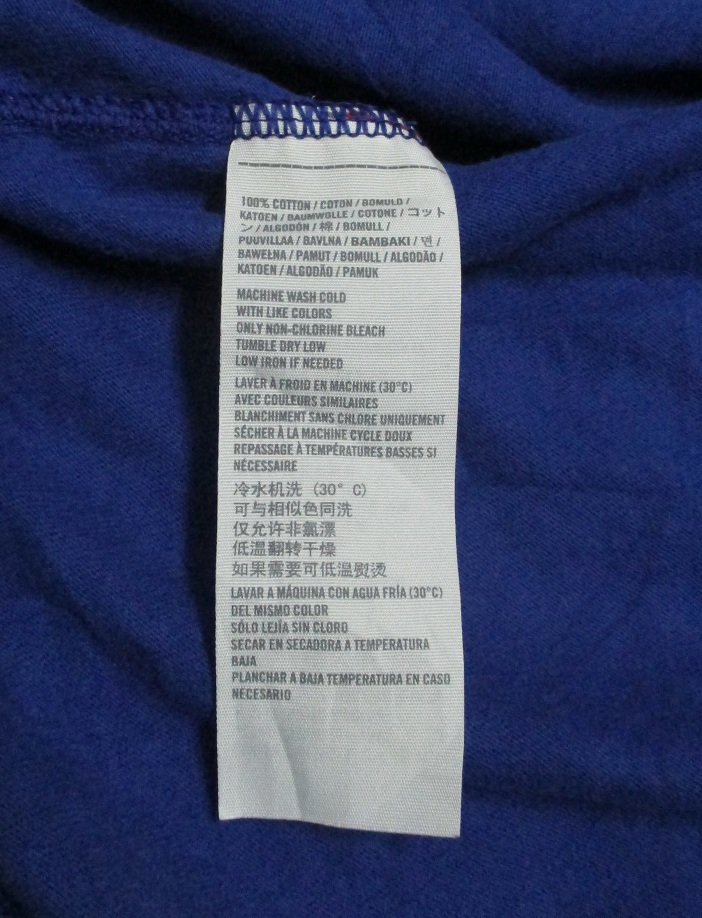 100% COTTON / COTON / BOMULD /
KATOEN / BAUMWOLLE / COTONE / コット
ン / ALGODÓN / 棉 / BOMULL /
PUUVILLAA / BAVLNA / BAMBAKI / 면 /
BAWEŁNA / PAMUT / BOMULL / ALGODÃO /
KATOEN / ALGODÃO / PAMUK
MACHINE WASH COLD
WITH LIKE COLORS
ONLY NON-CHLORINE BLEACH
TUMBLE DRY LOW
LOW IRON IF NEEDED
LAVER À FROID EN MACHINE (30°C)
AVEC COULEURS SIMILAIRES
BLANCHIMENT SANS CHLORE UNIQUEMENT
SÉCHER À LA MACHINE CYCLE DOUX
REPASSAGE À TEMPÉRATURES BASSES SI
NÉCESSAIRE
冷水机洗 (30° C)
可与相似色同洗
仅允许非氯漂
低温翻转干燥
如果需要可低温熨烫
LAVAR A MÁQUINA CON AGUA FRÍA (30°C)
DEL MISMO COLOR
SÓLO LEJÍA SIN CLORO
SECAR EN SECADORA A TEMPERATURA
BAJA
PLANCHAR A BAJA TEMPERATURA EN CASO
NECESARIO